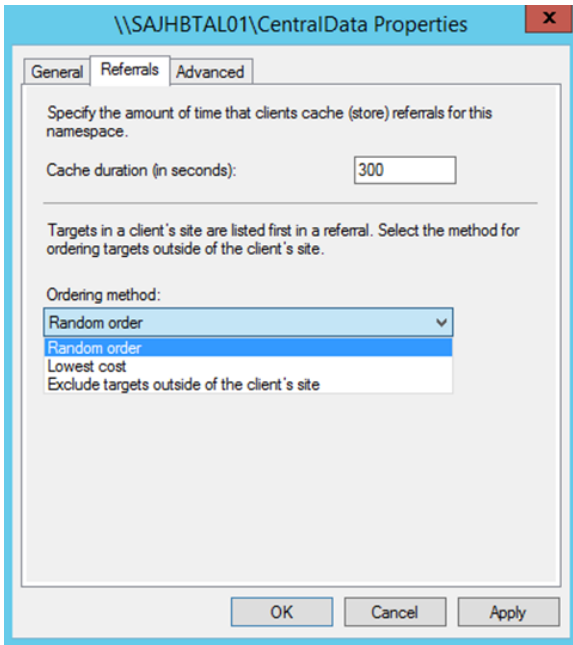 \\SAJHBTAL01\CentralData Properties
x
General Referrals Advanced
Specify the amount of time that clients cache (store) referrals for this
namespace.
Cache duration (in seconds): 300
Targets in a client's site are listed first in a referral. Select the method for
ordering targets outside of the client's site.
Ordering method:
Random order
Random order
Lowest cost
Exclude targets outside of the client's site
OK Cancel Apply